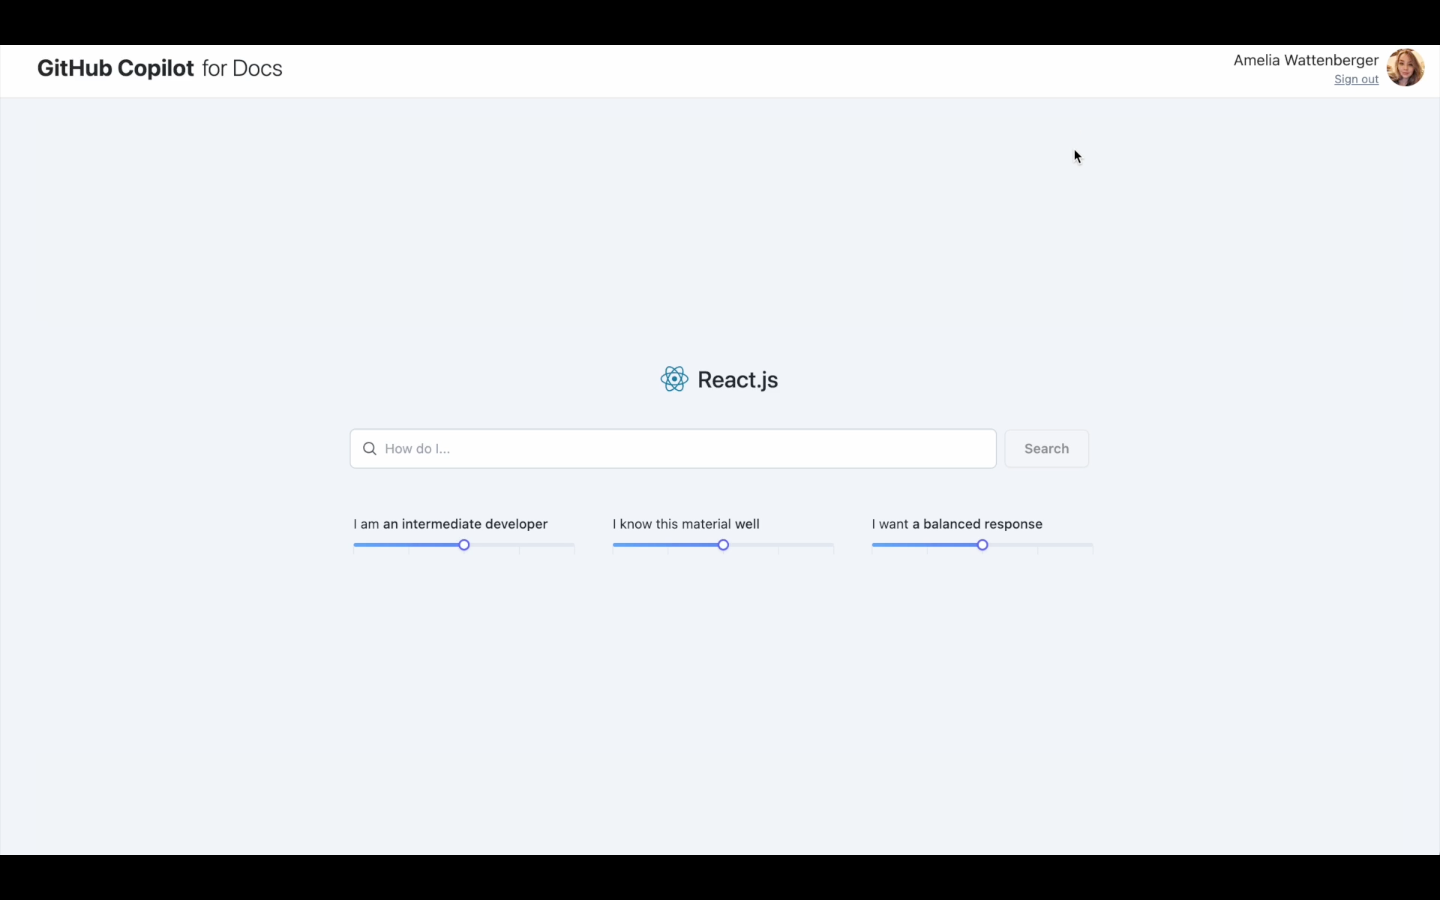 GitHub Copilot for Docs
Amelia Wattenberger
Sign out
React.js
How do I...
Search
I am an intermediate developer
I know this material well
I want a balanced response